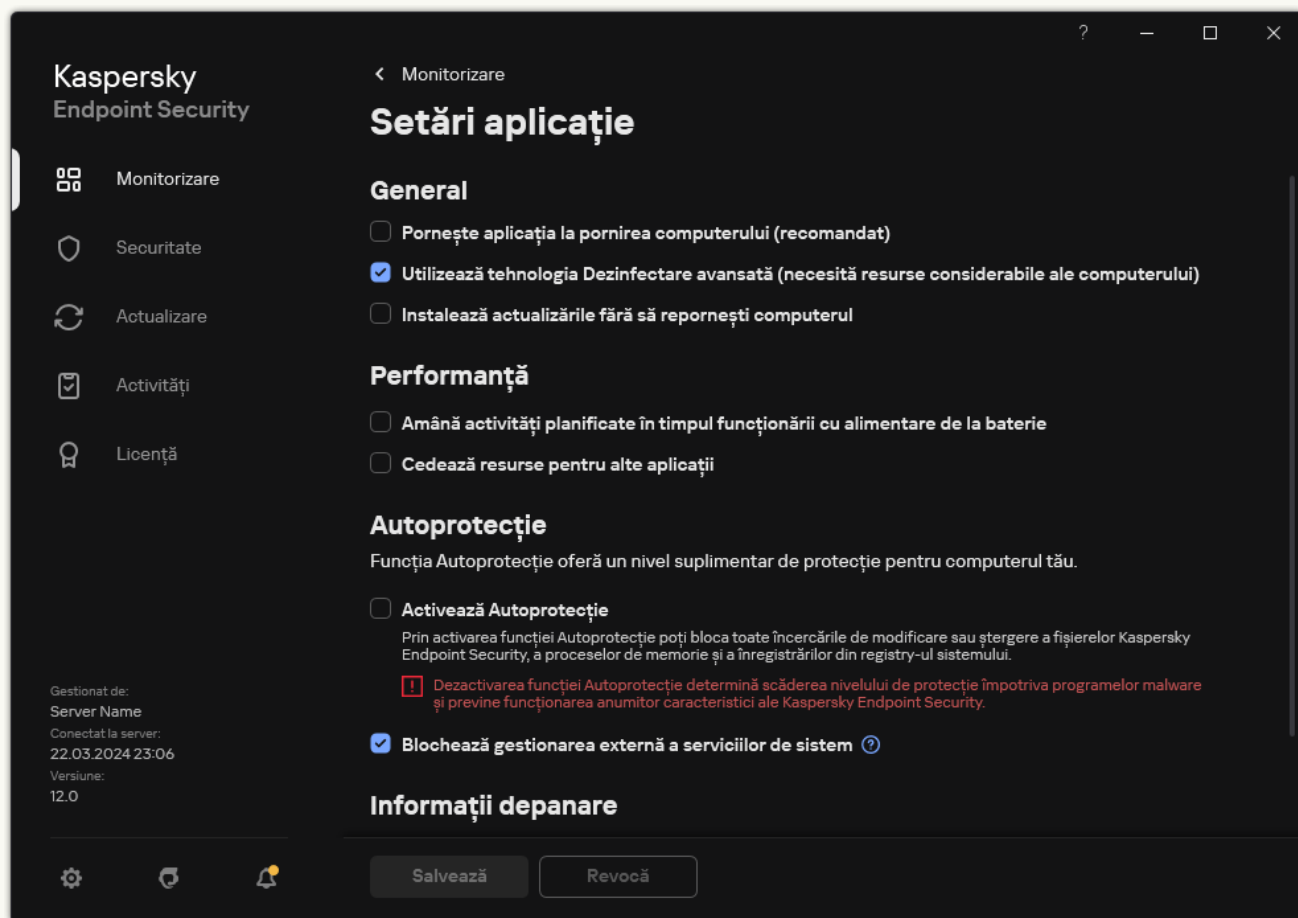 ?
Kaspersky
Endpoint Security
Monitorizare
Securitate
Actualizare
Activități
Licență
Gestionat de:
Server Name
Conectat la server:
22.03.2024 23:06
Versiune:
12.0
Monitorizare
Setări aplicație
General
Pornește aplicația la pornirea computerului (recomandat)
Utilizează tehnologia Dezinfectare avansată (necesită resurse considerabile ale computerului)
Instalează actualizările fără să repornești computerul
Performanță
Amână activități planificate în timpul funcționării cu alimentare de la baterie
Cedează resurse pentru alte aplicații
Autoprotecție
Funcția Autoprotecție oferă un nivel suplimentar de protecție pentru computerul tău.
Activează Autoprotecție
Prin activarea funcției Autoprotecție poți bloca toate încercările de modificare sau ștergere a fișierelor Kaspersky
Endpoint Security, a proceselor de memorie și a înregistrărilor din registry-ul sistemului.
! Dezactivarea funcției Autoprotecție determină scăderea nivelului de protecție împotriva programelor malware
și previne funcționarea anumitor caracteristici ale Kaspersky Endpoint Security.
Blochează gestionarea externă a serviciilor de sistem ?
Informații depanare
Salvează
Revocă